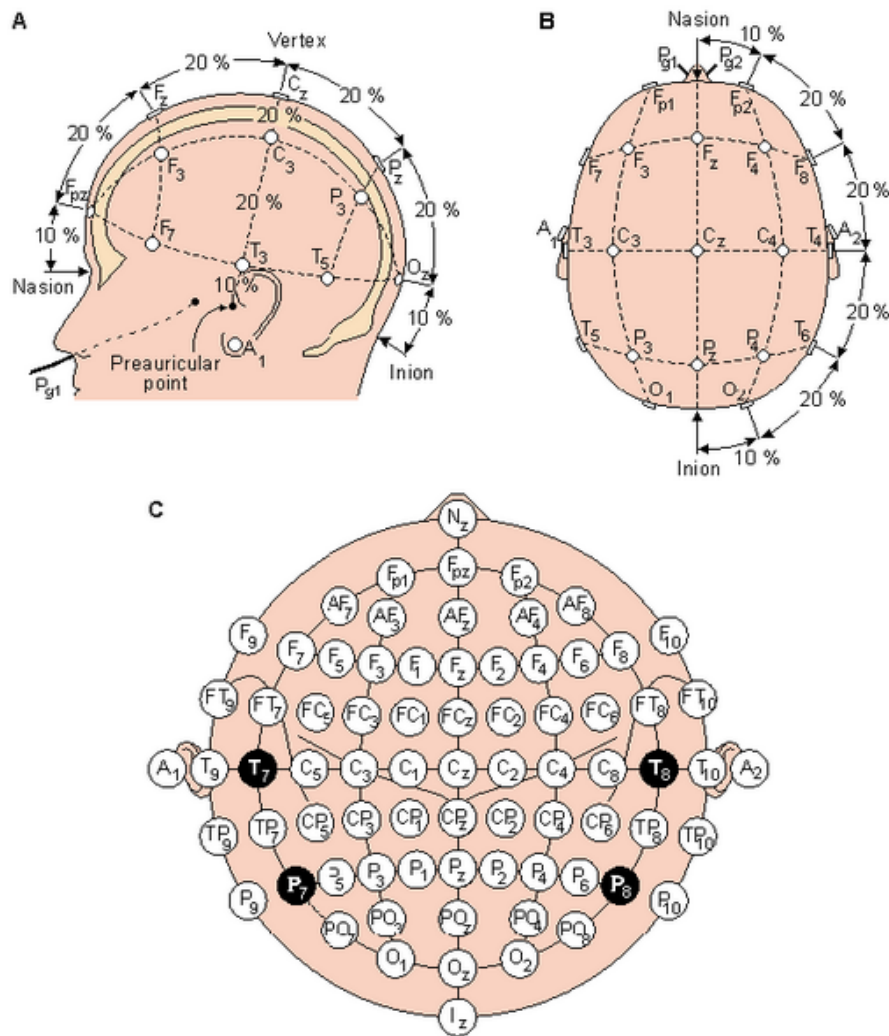 A
Vertex
20 %
20 %
Fz
Cz
20 %
20 %
20 %
F3
C3
Pz
Fpz
P3
20 %
20 %
F7
10 %
T3
T5
Oz
Nasion
10 %
10 %
A1
Preauricular
point
Inion
Pg1
B
Nasion
10 %
Pg1
Pg2
Fp1
Fp2
20 %
F7
F3
Fz
F4
F8
20 %
A1
T3
C3
Cz
C4
T4
A2
20 %
T5
P3
Pz
P4
T6
O1
O2
20 %
10 %
Inion
C
Nz
Fp1
Fpz
Fp2
AF7
AF3
AFz
AF4
AF8
F9
F7
F5
F3
F1
Fz
F2
F4
F6
F8
F10
FT9
FT7
FC5
FC3
FC1
FCz
FC2
FC4
FC6
FT8
FT10
A1
T9
T7
C5
C3
C1
Cz
C2
C4
C8
T8
T10
A2
TP9
TP7
CP5
CP3
CP1
CPz
CP2
CP4
CP6
TP8
TP10
P9
P7
P5
P3
P1
Pz
P2
P4
P6
P8
P10
PO7
PO3
POz
PO4
PO8
O1
Oz
O2
Iz